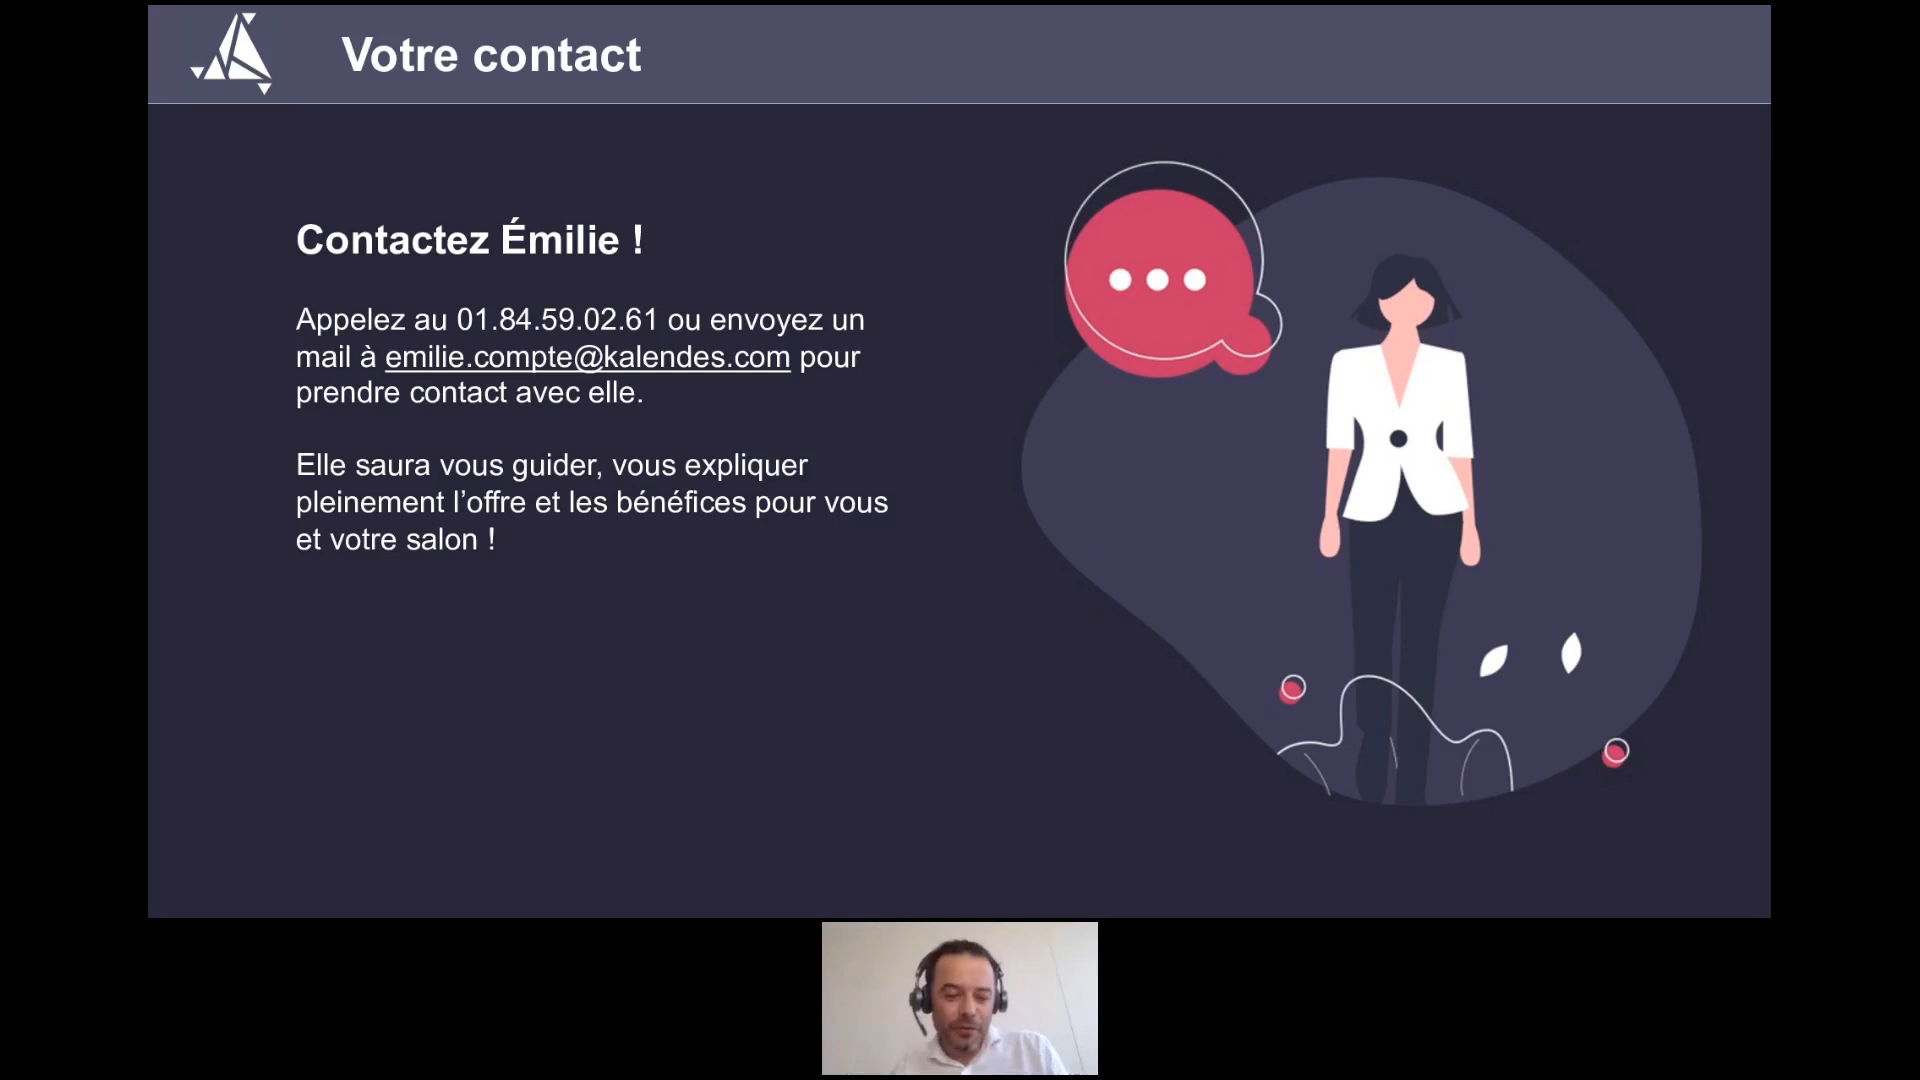 Votre contact
Contactez Émilie !
Appelez au 01.84.59.02.61 ou envoyez un
mail à emilie.compte@kalendes.com pour
prendre contact avec elle.
Elle saura vous guider, vous expliquer
pleinement l’offre et les bénéfices pour vous
et votre salon !